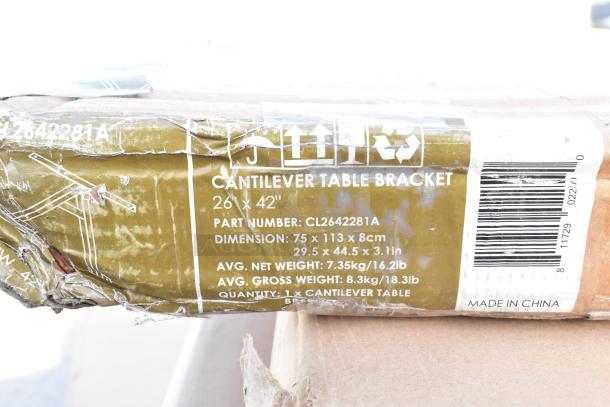 CL2642281A
CANTILEVER TABLE BRACKET
26" x 42"
PART NUMBER: CL2642281A
DIMENSION: 75 x 113 x 8cm
29.5 x 44.5 x 3.1in
AVG. NET WEIGHT: 7.35kg/16.2lb
AVG. GROSS WEIGHT: 8.3kg/18.3lb
QUANTITY: 1 x CANTILEVER TABLE
MADE IN CHINA